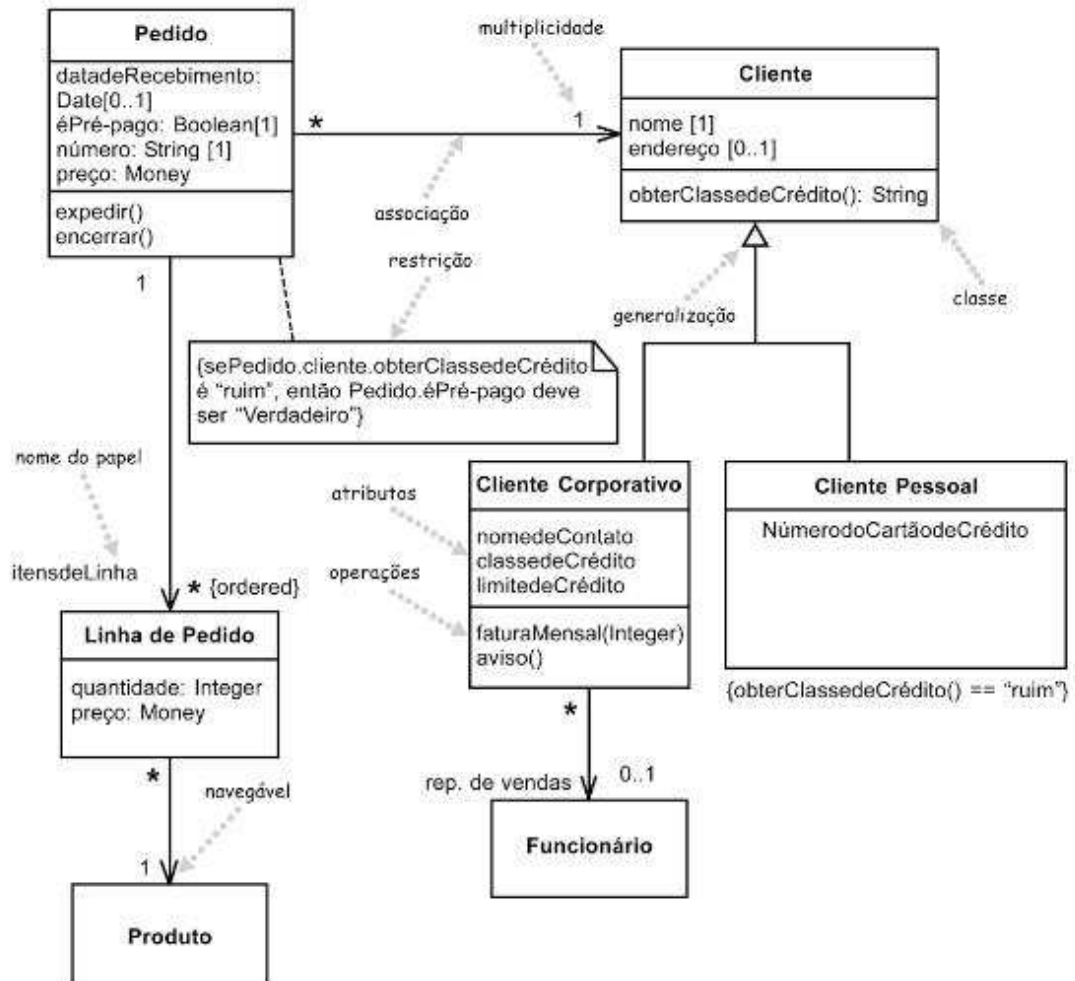 Pedido
datadeRecebimento:
Date[0..1]
éPré-pago: Boolean[1]
número: String [1]
preço: Money
expedir()
encerrar()
multiplicidade
* 1
associação
Cliente
nome [1]
endereço [0..1]
obterClassedeCrédito(): String
generalização
classe
restrição
{sePedido.cliente.obterClassedeCrédito
é “ruim”, então Pedido.éPré-pago deve
ser “Verdadeiro”}
1
nome do papel
itensdeLinha
* {ordered}
Linha de Pedido
quantidade: Integer
preço: Money
*
navegável
1
Produto
atributos
operações
Cliente Corporativo
nomedeContato
classedeCrédito
limitedeCrédito
faturaMensal(Integer)
aviso()
*
rep. de vendas 0..1
Funcionário
Cliente Pessoal
NúmerodoCartãodeCrédito
{obterClassedeCrédito() == “ruim”}